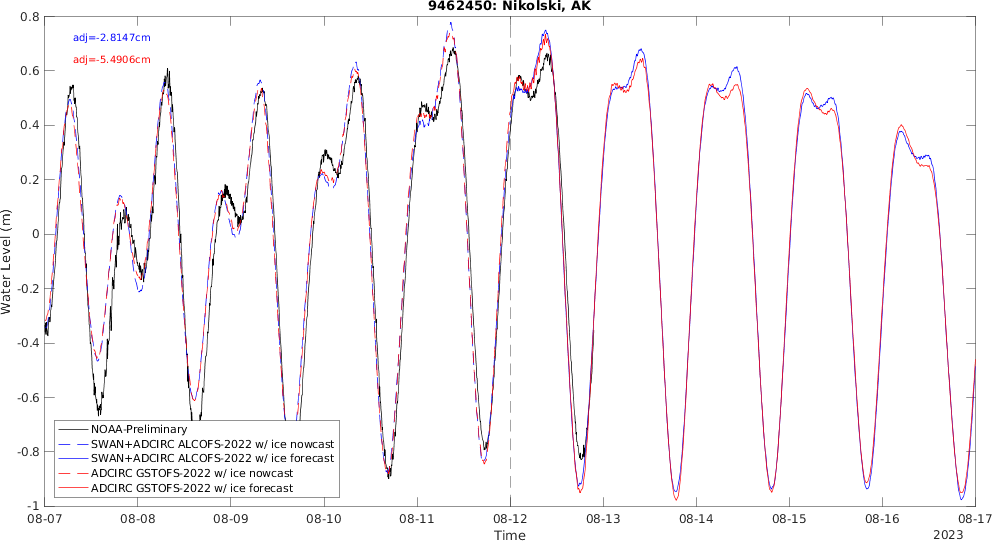 9462450: Nikolski, AK
adj=-2.8147cm
adj=-5.4906cm
Water Level (m)
0.8
0.6
0.4
0.2
0
-0.2
-0.4
-0.6
-0.8
-1
NOAA-Preliminary
SWAN+ADCIRC ALCOFS-2022 w/ ice nowcast
SWAN+ADCIRC ALCOFS-2022 w/ ice forecast
ADCIRC GSTOFS-2022 w/ ice nowcast
ADCIRC GSTOFS-2022 w/ ice forecast
08-07 08-08 08-09 08-10 08-11 08-12 08-13 08-14 08-15 08-16 08-17
Time
2023